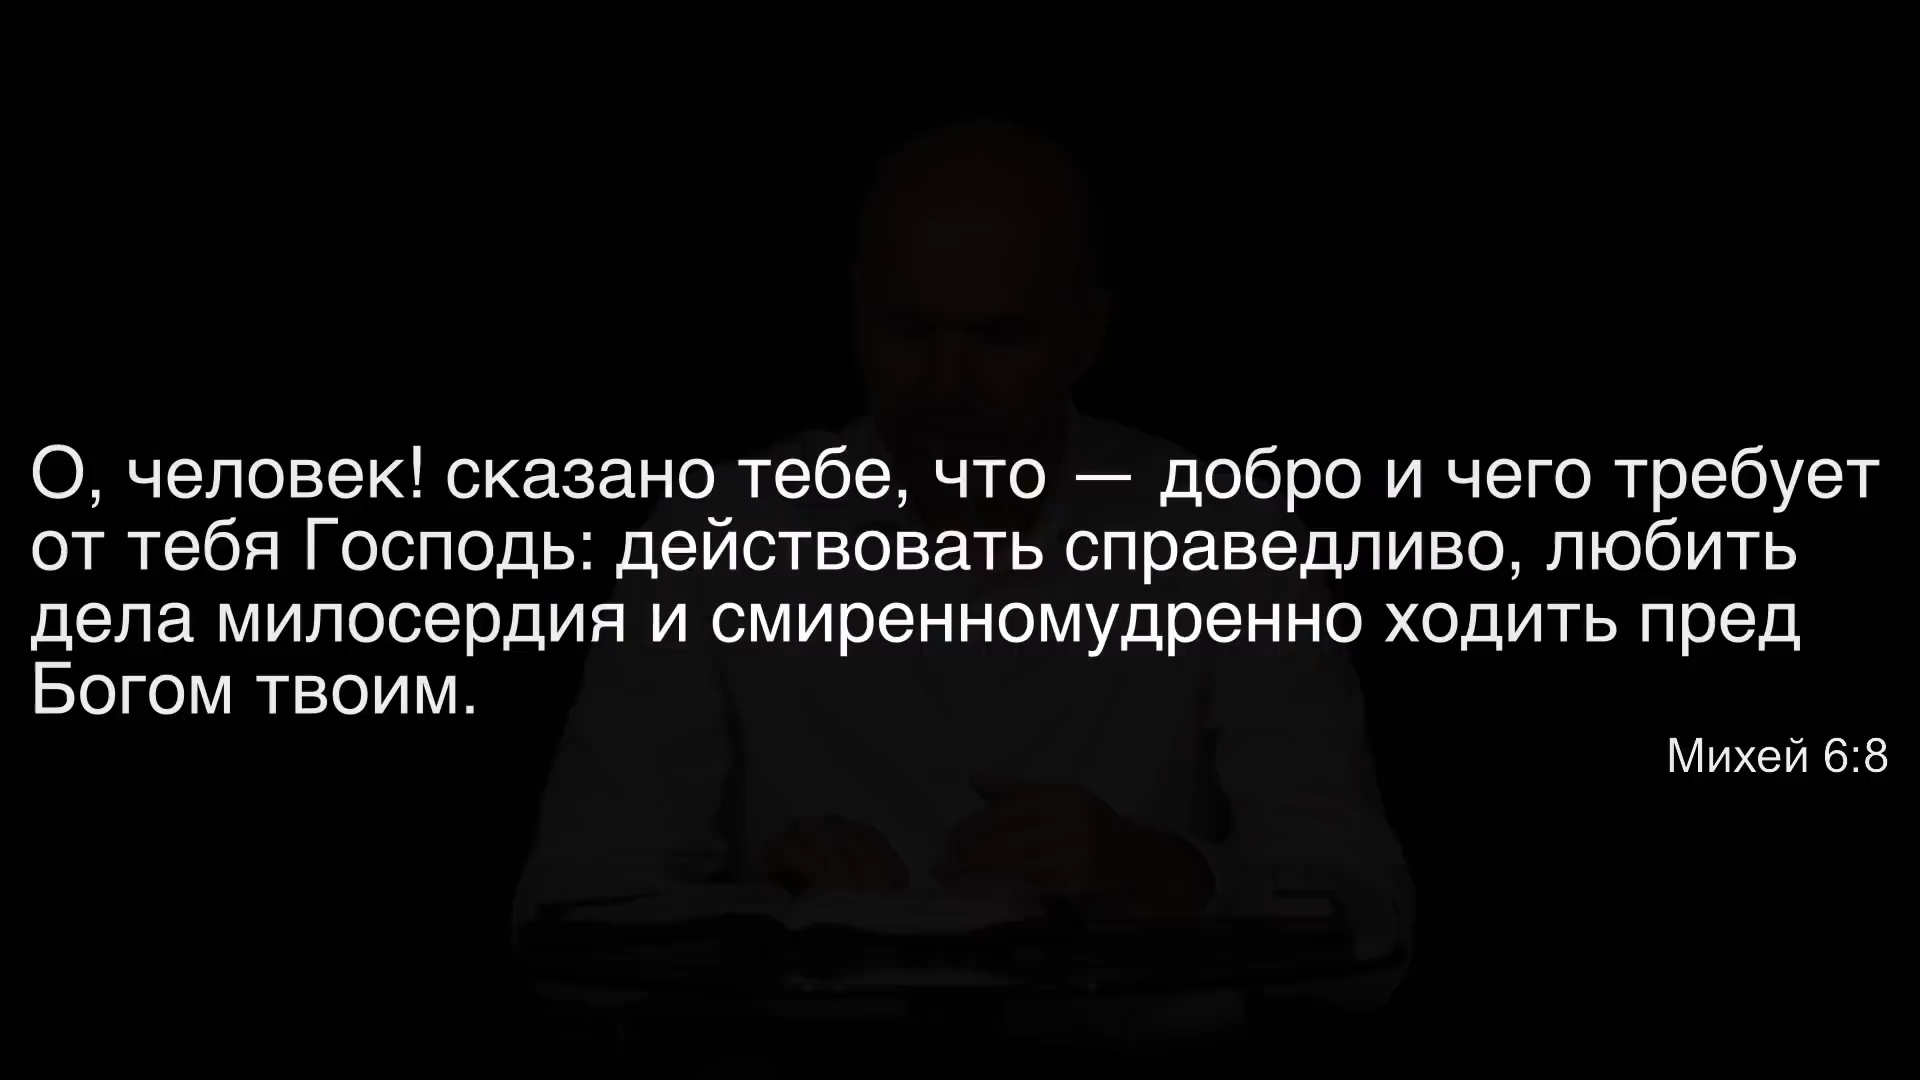 О, человек! сказано тебе, что — добро и чего требует
от тебя Господь: действовать справедливо, любить
дела милосердия и смиренномудренно ходить пред
Богом твоим.
Михей 6:8